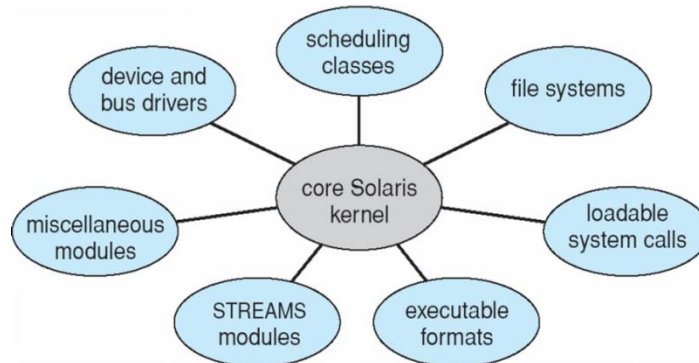 scheduling
classes
device and
bus drivers
file systems
core Solaris
kernel
miscellaneous
modules
loadable
system calls
STREAMS
modules
executable
formats